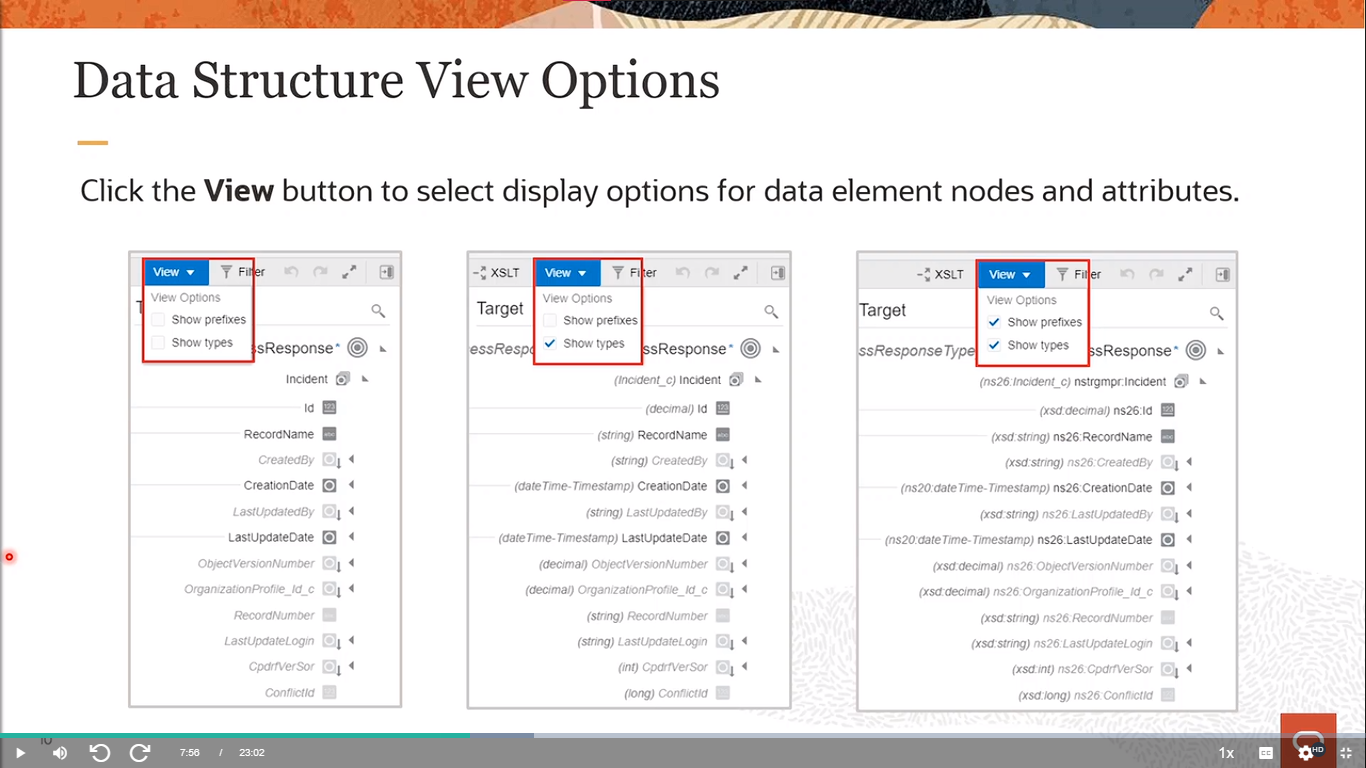 Data Structure View Options
Click the View button to select display options for data element nodes and attributes.
View Filter
View Options
Show prefixes
Show types
ssResponse*
Incident
Id
RecordName
CreatedBy
CreationDate
LastUpdatedBy
LastUpdateDate
ObjectVersionNumber
OrganizationProfile_Id_c
RecordNumber
LastUpdateLogin
CpdrfVerSor
ConflictId
XSLT View Filter
View Options
Target
Show prefixes
Show types
essRespo ssResponse*
(Incident_c) Incident
(decimal) Id
(string) RecordName
(string) CreatedBy
(dateTime-Timestamp) CreationDate
(string) LastUpdatedBy
(dateTime-Timestamp) LastUpdateDate
(decimal) ObjectVersionNumber
(decimal) OrganizationProfile_Id_c
(string) RecordNumber
(string) LastUpdateLogin
(int) CpdrfVerSor
(long) ConflictId
XSLT View Filter
View Options
Target
Show prefixes
Show types
ssResponseType ssResponse*
(ns26:Incident_c) nstrgmpr:Incident
(xsd:decimal) ns26:Id
(xsd:string) ns26:RecordName
(xsd:string) ns26:CreatedBy
(ns20:dateTime-Timestamp) ns26:CreationDate
(xsd:string) ns26:LastUpdatedBy
(ns20:dateTime-Timestamp) ns26:LastUpdateDate
(xsd:decimal) ns26:ObjectVersionNumber
(xsd:decimal) ns26:OrganizationProfile_Id_c
(xsd:string) ns26:RecordNumber
(xsd:string) ns26:LastUpdateLogin
(xsd:int) ns26:CpdrfVerSor
(xsd:long) ns26:ConflictId
7:56 / 23:02
1x CC HD